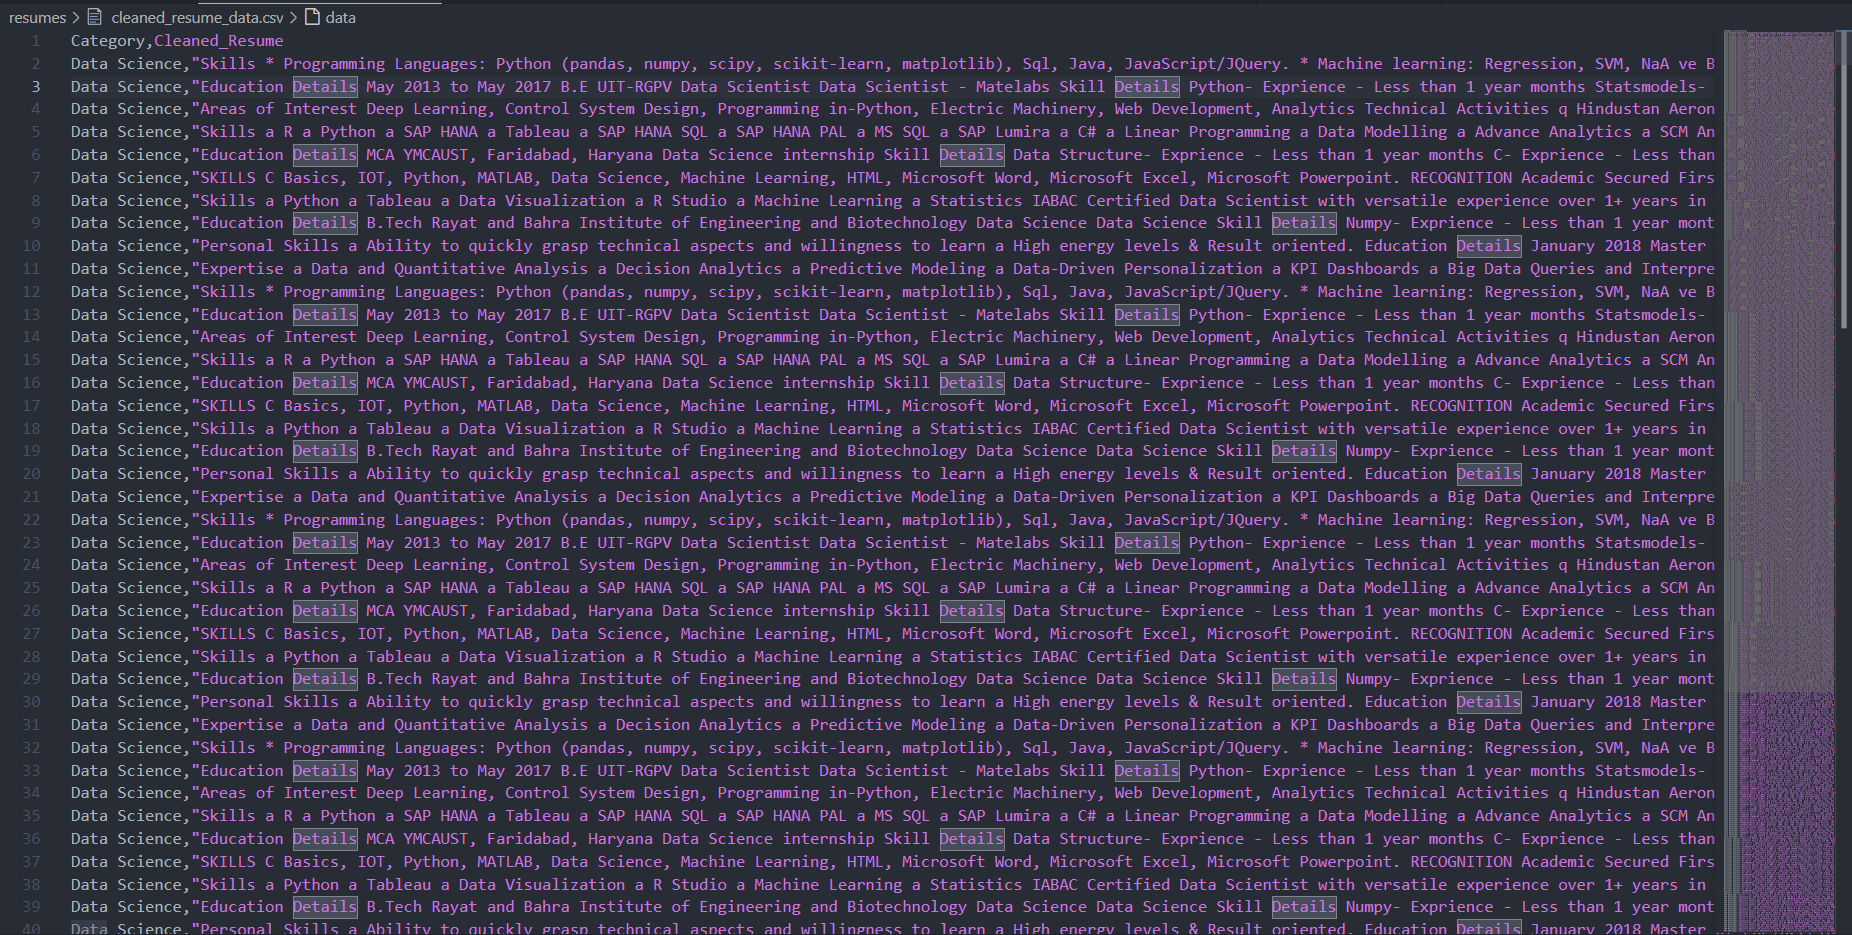 resumes > cleaned_resume_data.csv > data
1 Category,Cleaned_Resume
2 Data Science,"Skills * Programming Languages: Python (pandas, numpy, scipy, scikit-learn, matplotlib), Sql, Java, JavaScript/JQuery. * Machine learning: Regression, SVM, NaA ve B
3 Data Science,"Education Details May 2013 to May 2017 B.E UIT-RGPV Data Scientist Data Scientist - Matelabs Skill Details Python- Exprience - Less than 1 year months Statsmodels-
4 Data Science,"Areas of Interest Deep Learning, Control System Design, Programming in-Python, Electric Machinery, Web Development, Analytics Technical Activities q Hindustan Aeron
5 Data Science,"Skills a R a Python a SAP HANA a Tableau a SAP HANA SQL a SAP HANA PAL a MS SQL a SAP Lumira a C# a Linear Programming a Data Modelling a Advance Analytics a SCM An
6 Data Science,"Education Details MCA YMCAUST, Faridabad, Haryana Data Science internship Skill Details Data Structure- Exprience - Less than 1 year months C- Exprience - Less than
7 Data Science,"SKILLS C Basics, IOT, Python, MATLAB, Data Science, Machine Learning, HTML, Microsoft Word, Microsoft Excel, Microsoft Powerpoint. RECOGNITION Academic Secured Firs
8 Data Science,"Skills a Python a Tableau a Data Visualization a R Studio a Machine Learning a Statistics IABAC Certified Data Scientist with versatile experience over 1+ years in
9 Data Science,"Education Details B.Tech Rayat and Bahra Institute of Engineering and Biotechnology Data Science Data Science Skill Details Numpy- Exprience - Less than 1 year mont
10 Data Science,"Personal Skills a Ability to quickly grasp technical aspects and willingness to learn a High energy levels & Result oriented. Education Details January 2018 Master
11 Data Science,"Expertise a Data and Quantitative Analysis a Decision Analytics a Predictive Modeling a Data-Driven Personalization a KPI Dashboards a Big Data Queries and Interpre
12 Data Science,"Skills * Programming Languages: Python (pandas, numpy, scipy, scikit-learn, matplotlib), Sql, Java, JavaScript/JQuery. * Machine learning: Regression, SVM, NaA ve B
13 Data Science,"Education Details May 2013 to May 2017 B.E UIT-RGPV Data Scientist Data Scientist - Matelabs Skill Details Python- Exprience - Less than 1 year months Statsmodels-
14 Data Science,"Areas of Interest Deep Learning, Control System Design, Programming in-Python, Electric Machinery, Web Development, Analytics Technical Activities q Hindustan Aeron
15 Data Science,"Skills a R a Python a SAP HANA a Tableau a SAP HANA SQL a SAP HANA PAL a MS SQL a SAP Lumira a C# a Linear Programming a Data Modelling a Advance Analytics a SCM An
16 Data Science,"Education Details MCA YMCAUST, Faridabad, Haryana Data Science internship Skill Details Data Structure- Exprience - Less than 1 year months C- Exprience - Less than
17 Data Science,"SKILLS C Basics, IOT, Python, MATLAB, Data Science, Machine Learning, HTML, Microsoft Word, Microsoft Excel, Microsoft Powerpoint. RECOGNITION Academic Secured Firs
18 Data Science,"Skills a Python a Tableau a Data Visualization a R Studio a Machine Learning a Statistics IABAC Certified Data Scientist with versatile experience over 1+ years in
19 Data Science,"Education Details B.Tech Rayat and Bahra Institute of Engineering and Biotechnology Data Science Data Science Skill Details Numpy- Exprience - Less than 1 year mont
20 Data Science,"Personal Skills a Ability to quickly grasp technical aspects and willingness to learn a High energy levels & Result oriented. Education Details January 2018 Master
21 Data Science,"Expertise a Data and Quantitative Analysis a Decision Analytics a Predictive Modeling a Data-Driven Personalization a KPI Dashboards a Big Data Queries and Interpre
22 Data Science,"Skills * Programming Languages: Python (pandas, numpy, scipy, scikit-learn, matplotlib), Sql, Java, JavaScript/JQuery. * Machine learning: Regression, SVM, NaA ve B
23 Data Science,"Education Details May 2013 to May 2017 B.E UIT-RGPV Data Scientist Data Scientist - Matelabs Skill Details Python- Exprience - Less than 1 year months Statsmodels-
24 Data Science,"Areas of Interest Deep Learning, Control System Design, Programming in-Python, Electric Machinery, Web Development, Analytics Technical Activities q Hindustan Aeron
25 Data Science,"Skills a R a Python a SAP HANA a Tableau a SAP HANA SQL a SAP HANA PAL a MS SQL a SAP Lumira a C# a Linear Programming a Data Modelling a Advance Analytics a SCM An
26 Data Science,"Education Details MCA YMCAUST, Faridabad, Haryana Data Science internship Skill Details Data Structure- Exprience - Less than 1 year months C- Exprience - Less than
27 Data Science,"SKILLS C Basics, IOT, Python, MATLAB, Data Science, Machine Learning, HTML, Microsoft Word, Microsoft Excel, Microsoft Powerpoint. RECOGNITION Academic Secured Firs
28 Data Science,"Skills a Python a Tableau a Data Visualization a R Studio a Machine Learning a Statistics IABAC Certified Data Scientist with versatile experience over 1+ years in
29 Data Science,"Education Details B.Tech Rayat and Bahra Institute of Engineering and Biotechnology Data Science Data Science Skill Details Numpy- Exprience - Less than 1 year mont
30 Data Science,"Personal Skills a Ability to quickly grasp technical aspects and willingness to learn a High energy levels & Result oriented. Education Details January 2018 Master
31 Data Science,"Expertise a Data and Quantitative Analysis a Decision Analytics a Predictive Modeling a Data-Driven Personalization a KPI Dashboards a Big Data Queries and Interpre
32 Data Science,"Skills * Programming Languages: Python (pandas, numpy, scipy, scikit-learn, matplotlib), Sql, Java, JavaScript/JQuery. * Machine learning: Regression, SVM, NaA ve B
33 Data Science,"Education Details May 2013 to May 2017 B.E UIT-RGPV Data Scientist Data Scientist - Matelabs Skill Details Python- Exprience - Less than 1 year months Statsmodels-
34 Data Science,"Areas of Interest Deep Learning, Control System Design, Programming in-Python, Electric Machinery, Web Development, Analytics Technical Activities q Hindustan Aeron
35 Data Science,"Skills a R a Python a SAP HANA a Tableau a SAP HANA SQL a SAP HANA PAL a MS SQL a SAP Lumira a C# a Linear Programming a Data Modelling a Advance Analytics a SCM An
36 Data Science,"Education Details MCA YMCAUST, Faridabad, Haryana Data Science internship Skill Details Data Structure- Exprience - Less than 1 year months C- Exprience - Less than
37 Data Science,"SKILLS C Basics, IOT, Python, MATLAB, Data Science, Machine Learning, HTML, Microsoft Word, Microsoft Excel, Microsoft Powerpoint. RECOGNITION Academic Secured Firs
38 Data Science,"Skills a Python a Tableau a Data Visualization a R Studio a Machine Learning a Statistics IABAC Certified Data Scientist with versatile experience over 1+ years in
39 Data Science,"Education Details B.Tech Rayat and Bahra Institute of Engineering and Biotechnology Data Science Data Science Skill Details Numpy- Exprience - Less than 1 year mont
40 Data Science,"Personal Skills a Ability to quickly grasp technical aspects and willingness to learn a High energy levels & Result oriented. Education Details January 2018 Master